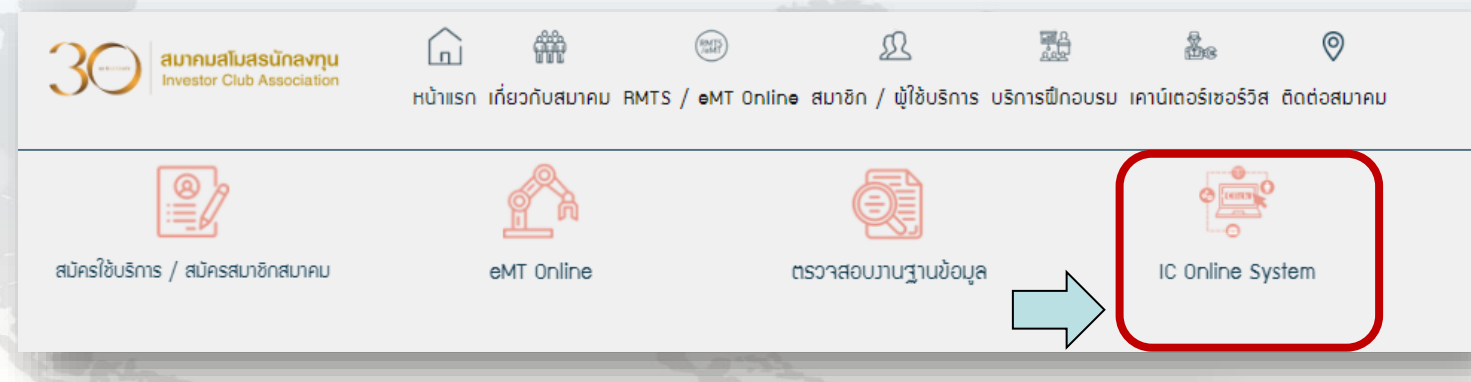 30
สมาคมสโมสรนักลงทุน
Investor Club Association
RMTS
/eMT
หน้าแรก เกี่ยวกับสมาคม RMTS / eMT Online สมาชิก / ผู้ใช้บริการ บริการฝึกอบรม เคาน์เตอร์เซอร์วิส ติดต่อสมาคม
สมัครใช้บริการ / สมัครสมาชิกสมาคม
eMT Online
ตรวจสอบงานฐานข้อมูล
IC Online System